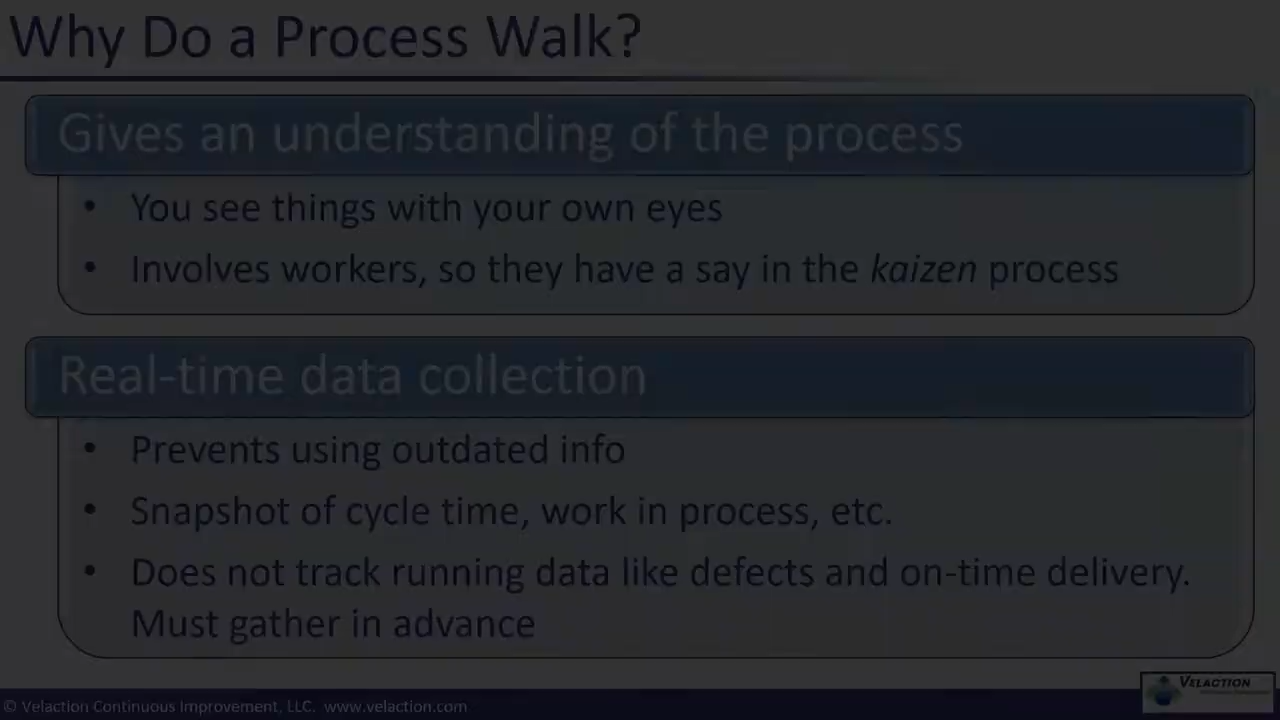 Why Do a Process Walk?
Gives an understanding of the process
• You see things with your own eyes
• Involves workers, so they have a say in the kaizen process
Real-time data collection
• Prevents using outdated info
• Snapshot of cycle time, work in process, etc.
• Does not track running data like defects and on-time delivery.
Must gather in advance
© Velaction Continuous Improvement, LLC. www.velaction.com
VELACTION